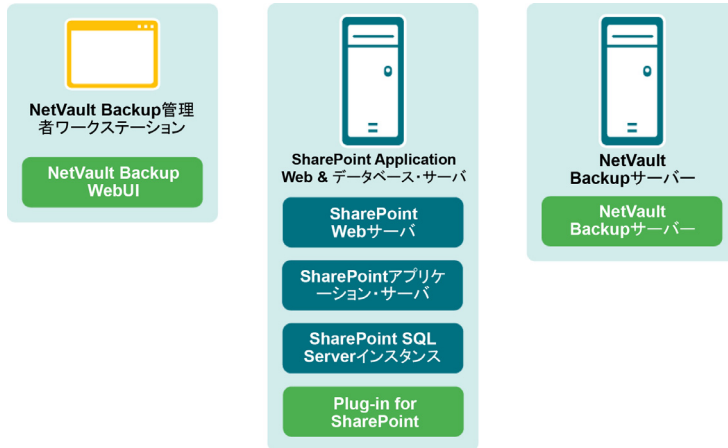 NetVault Backup管理
者ワークステーション
NetVault Backup
WebUI
SharePoint Application
Web & データベース・サーバ
SharePoint
Webサーバ
SharePointアプリケ
ーション・サーバ
SharePoint SQL
Serverインスタンス
Plug-in for
SharePoint
NetVault
Backupサーバー
NetVault
Backupサーバー